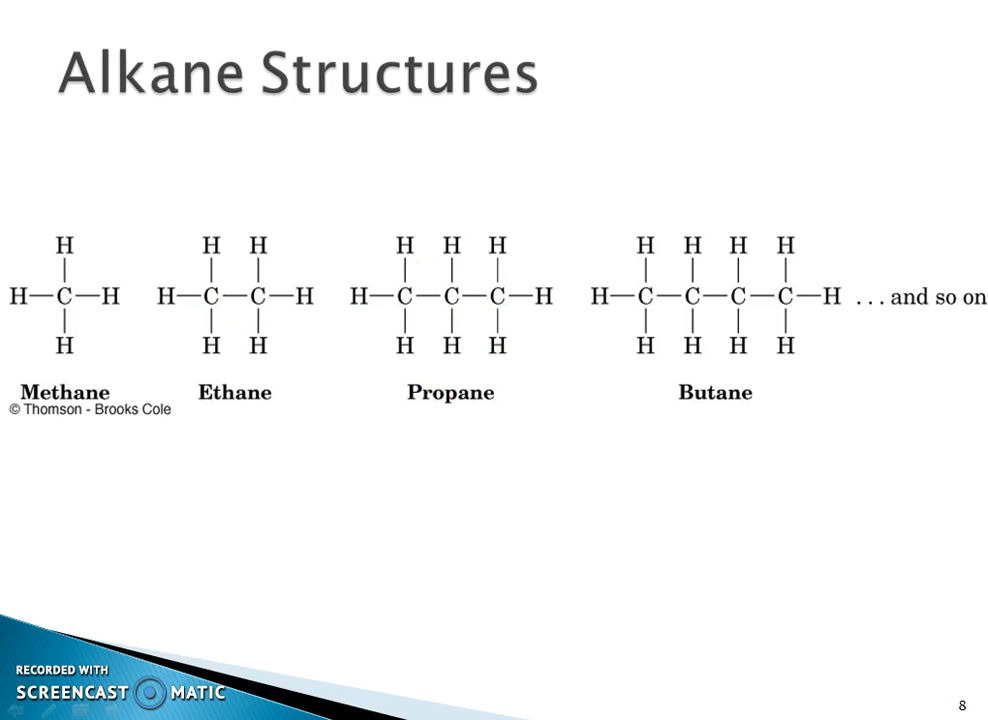 Alkane Structures
H H H H H H H H H H
H—C—H H—C—C—H H—C—C—C—H H—C—C—C—C—H . . . and so on
H H H H H H H H H H
Methane Ethane Propane Butane
© Thomson - Brooks Cole
RECORDED WITH
SCREENCAST MATIC
8